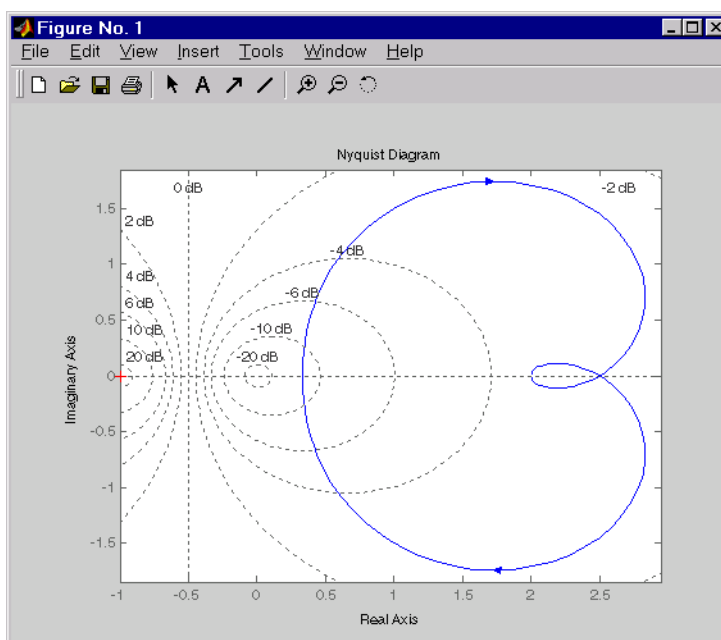 Figure No. 1
File Edit View Insert Tools Window Help
Nyquist Diagram
0 dB
-2 dB
2 dB
-4 dB
4 dB
-6 dB
6 dB
10 dB
-10 dB
20 dB
-20 dB
1.5
1
0.5
0
-0.5
-1
-1.5
Imaginary Axis
-1 -0.5 0 0.5 1 1.5 2 2.5
Real Axis